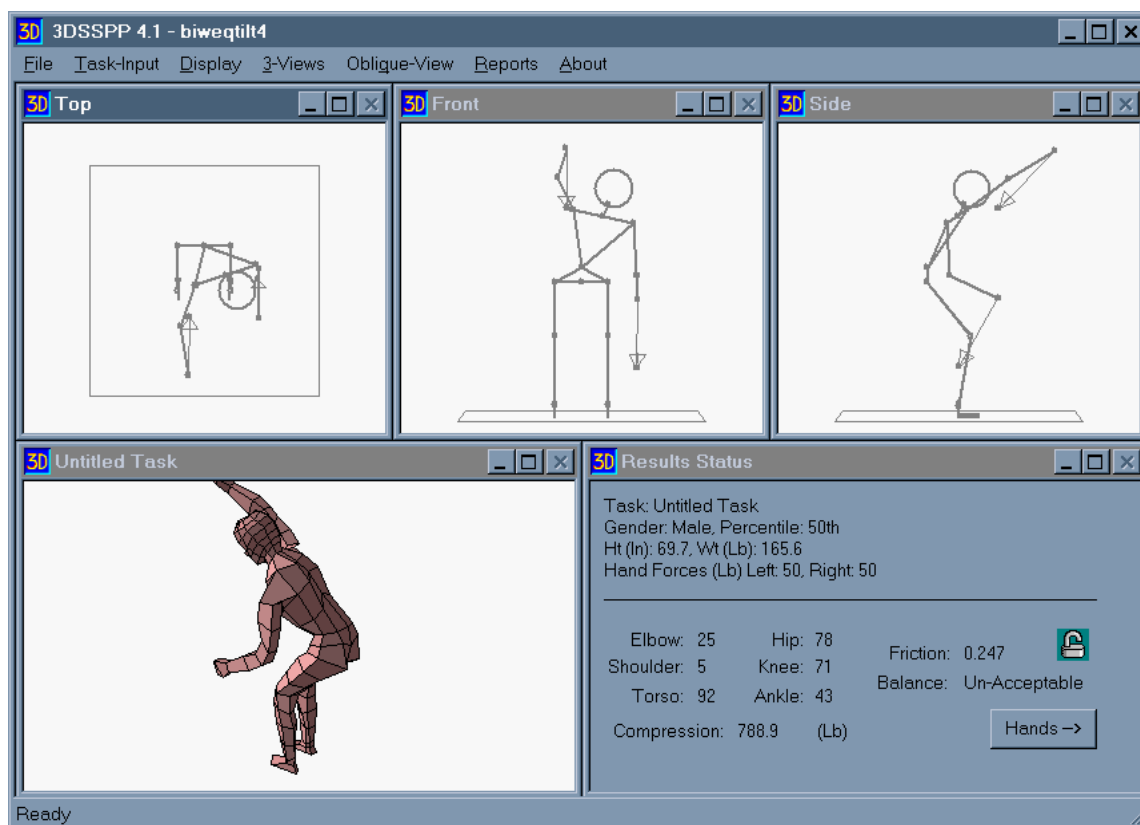 3D 3DSSPP 4.1 - biweqtilt4
File Task-Input Display 3-Views Oblique-View Reports About
3D Top
3D Front
3D Side
3D Untitled Task
3D Results Status
Task: Untitled Task
Gender: Male, Percentile: 50th
Ht (In): 69.7, Wt (Lb): 165.6
Hand Forces (Lb) Left: 50, Right: 50
Elbow: 25 Hip: 78
Shoulder: 5 Knee: 71
Torso: 92 Ankle: 43
Friction: 0.247
Balance: Un-Acceptable
Compression: 788.9 (Lb)
Hands -->
Ready